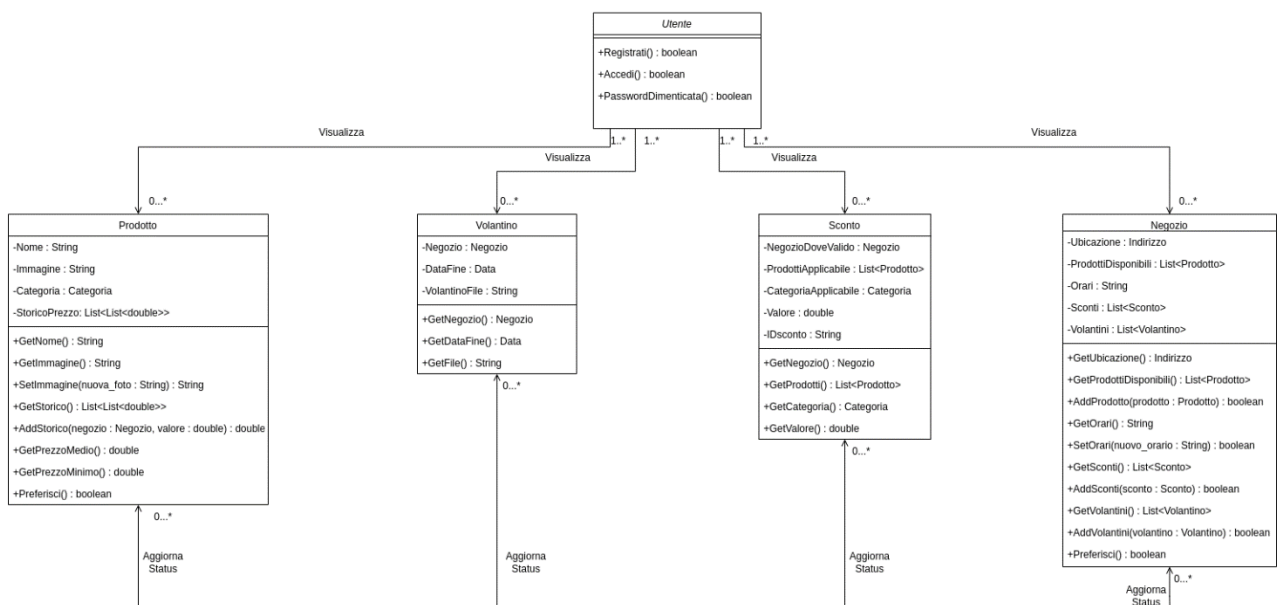 Utente
+Registrati() : boolean
+Accedi() : boolean
+PasswordDimenticata() : boolean
Visualizza
1..*
1..*
1..*
1..*
Visualizza
Visualizza
Visualizza
0...*
0...*
0...*
0...*
Prodotto
-Nome : String
-Immagine : String
-Categoria : Categoria
-StoricoPrezzo: List<List<double>>
+GetNome() : String
+GetImmagine() : String
+SetImmagine(nuova_foto : String) : String
+GetStorico() : List<List<double>>
+AddStorico(negozio : Negozio, valore : double) : double
+GetPrezzoMedio() : double
+GetPrezzoMinimo() : double
+Preferisci() : boolean
0...*
Aggiorna
Status
Volantino
-Negozio : Negozio
-DataFine : Data
-VolantinoFile : String
+GetNegozio() : Negozio
+GetDataFine() : Data
+GetFile() : String
0...*
Aggiorna
Status
Sconto
-NegozioDoveValido : Negozio
-ProdottiApplicabile : List<Prodotto>
-CategoriaApplicabile : Categoria
-Valore : double
-IDsconto : String
+GetNegozio() : Negozio
+GetProdotti() : List<Prodotto>
+GetCategoria() : Categoria
+GetValore() : double
0...*
Aggiorna
Status
Negozio
-Ubicazione : Indirizzo
-ProdottiDisponibili : List<Prodotto>
-Orari : String
-Sconti : List<Sconto>
-Volantini : List<Volantino>
+GetUbicazione() : Indirizzo
+GetProdottiDisponibili() : List<Prodotto>
+AddProdotto(prodotto : Prodotto) : boolean
+GetOrari() : String
+SetOrari(nuovo_orario : String) : boolean
+GetSconti() : List<Sconto>
+AddSconti(sconto : Sconto) : boolean
+GetVolantini() : List<Volantino>
+AddVolantini(volantino : Volantino) : boolean
+Preferisci() : boolean
0...*
Aggiorna
Status